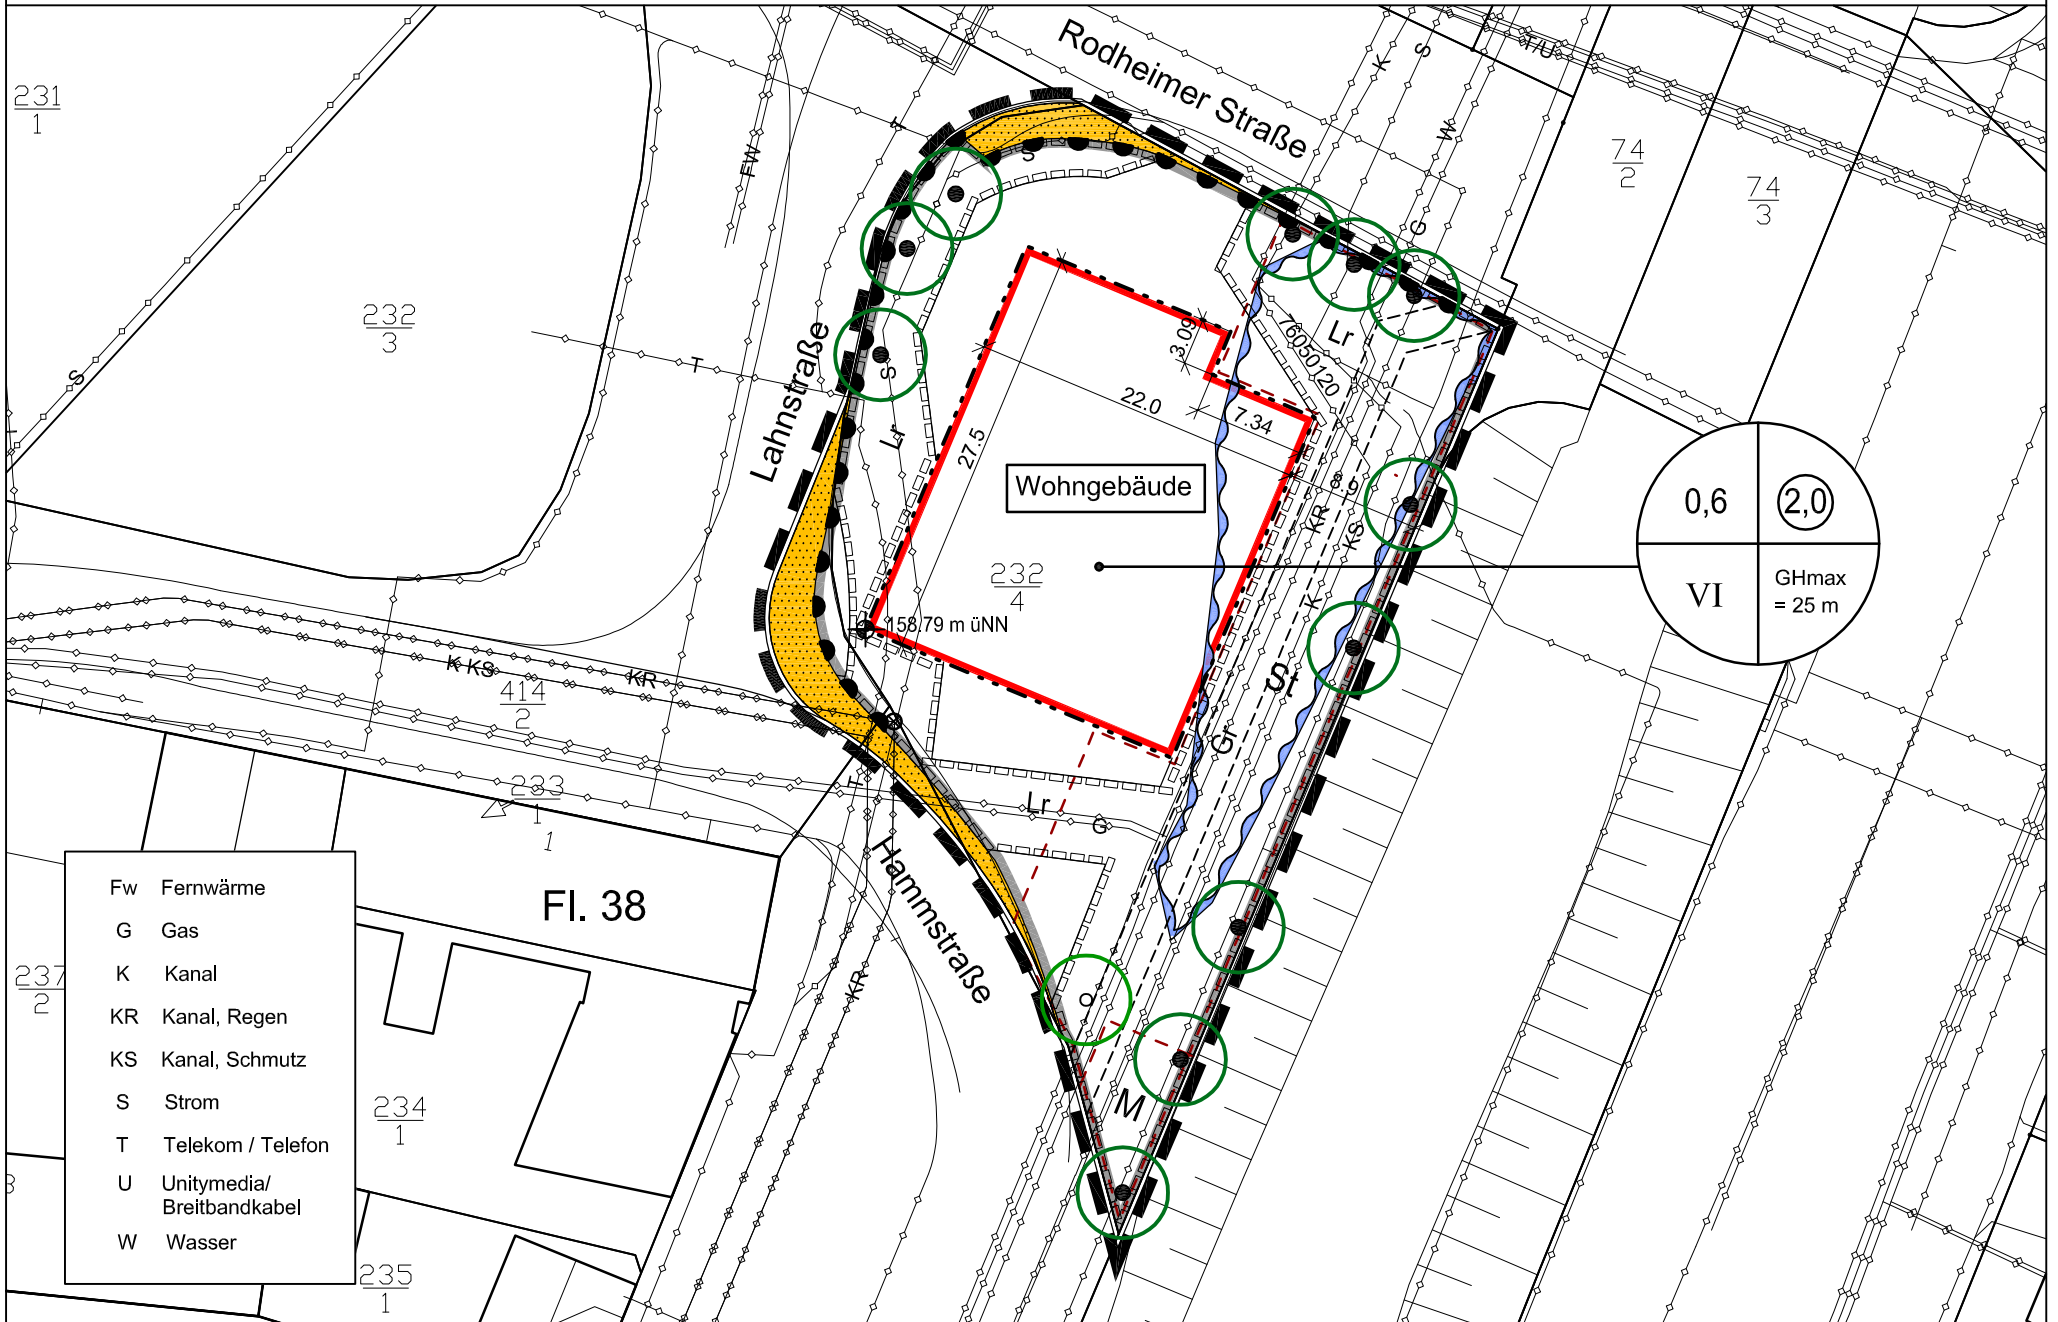 Rodheimer Straße
K
S
T/U
231
1
FW
T
W
S
74
2
74
3
G
232
3
S
T
Lahnstraße
S
Lr
3.09
76050120
Lr
22.0
7.34
27.5
Wohngebäude
8.9
KR
KS
0,6
2,0
VI
GHmax
= 25 m
232
4
K
158.79 m üNN
K KS
KR
414
2
St
Gr
T
233
1
1
Lr
G
Hammstraße
Fl. 38
KR
237
2
M
234
1
235
1
Fw Fernwärme
G Gas
K Kanal
KR Kanal, Regen
KS Kanal, Schmutz
S Strom
T Telekom / Telefon
U Unitymedia/
Breitbandkabel
W Wasser